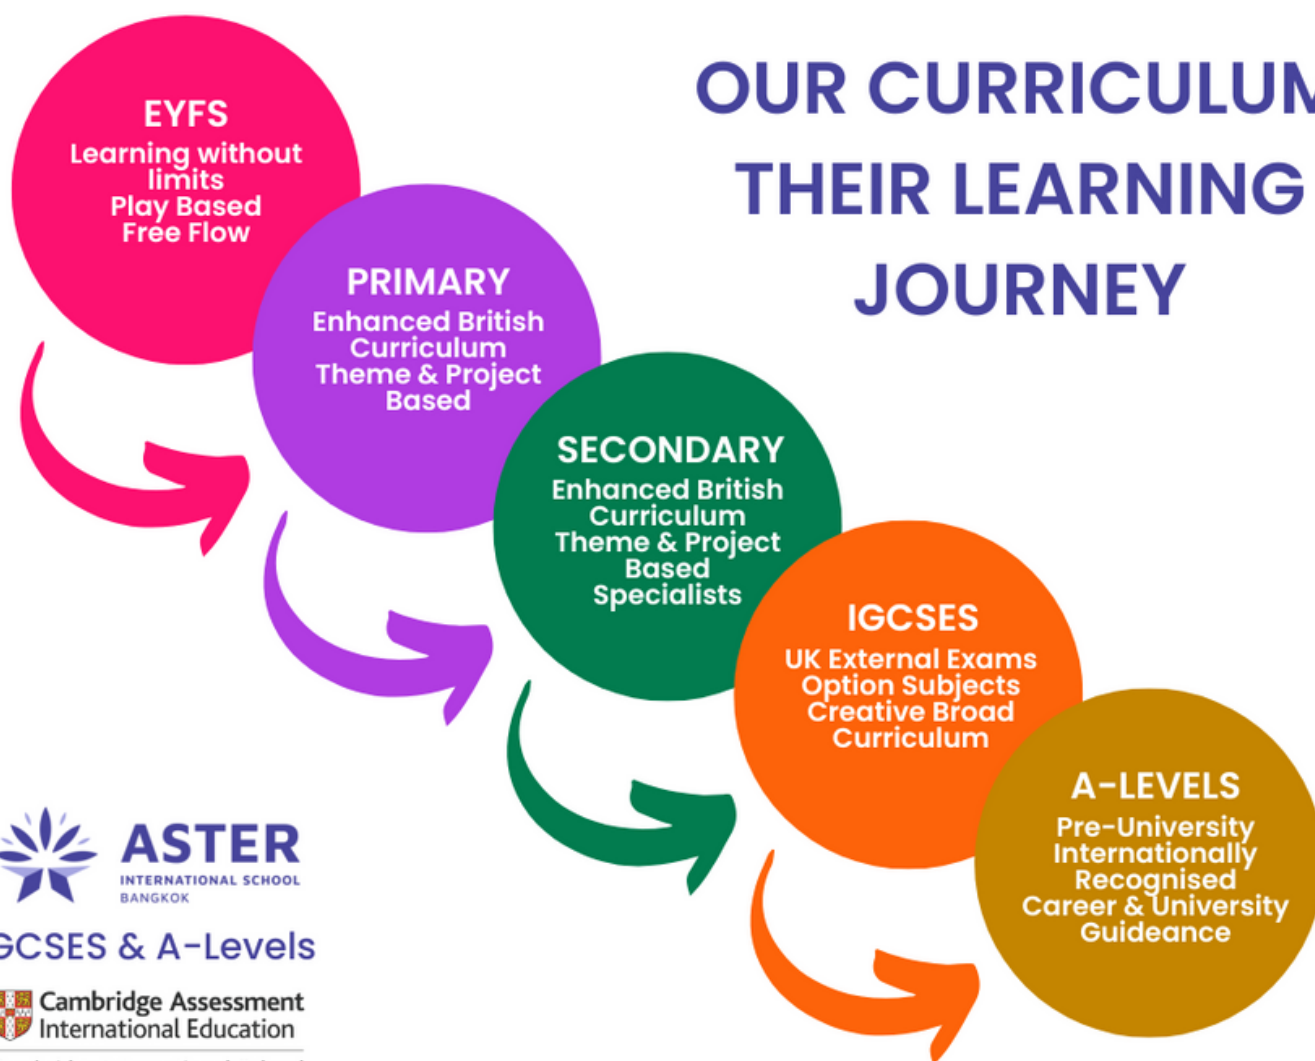 OUR CURRICULUM
THEIR LEARNING
JOURNEY
EYFS
Learning without
limits
Play Based
Free Flow
PRIMARY
Enhanced British
Curriculum
Theme & Project
Based
SECONDARY
Enhanced British
Curriculum
Theme & Project
Based
Specialists
IGCSES
UK External Exams
Option Subjects
Creative Broad
Curriculum
A-LEVELS
Pre-University
Internationally
Recognised
Career & University
Guideance
ASTER
INTERNATIONAL SCHOOL
BANGKOK
GCSES & A-Levels
Cambridge Assessment
International Education